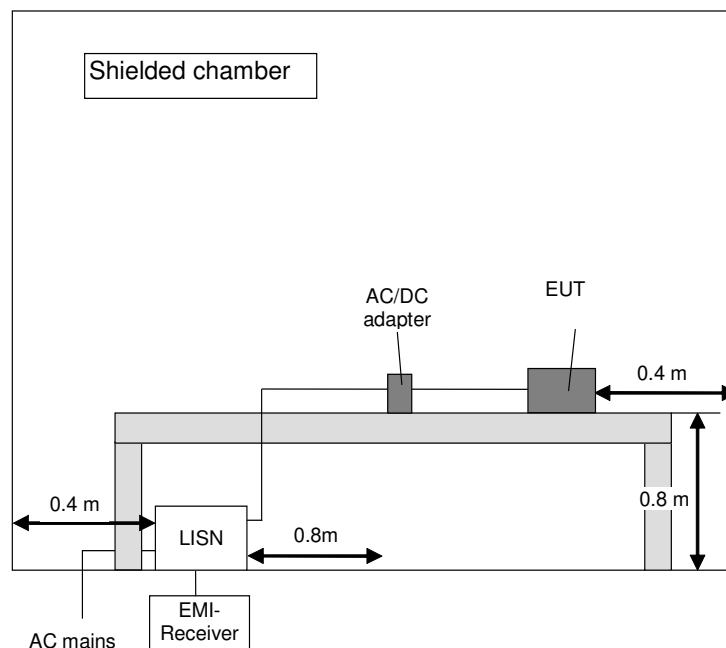 Shielded chamber
AC/DC
adapter
EUT
0.4 m
0.4 m
0.8 m
LISN
0.8m
EMI-
Receiver
AC mains